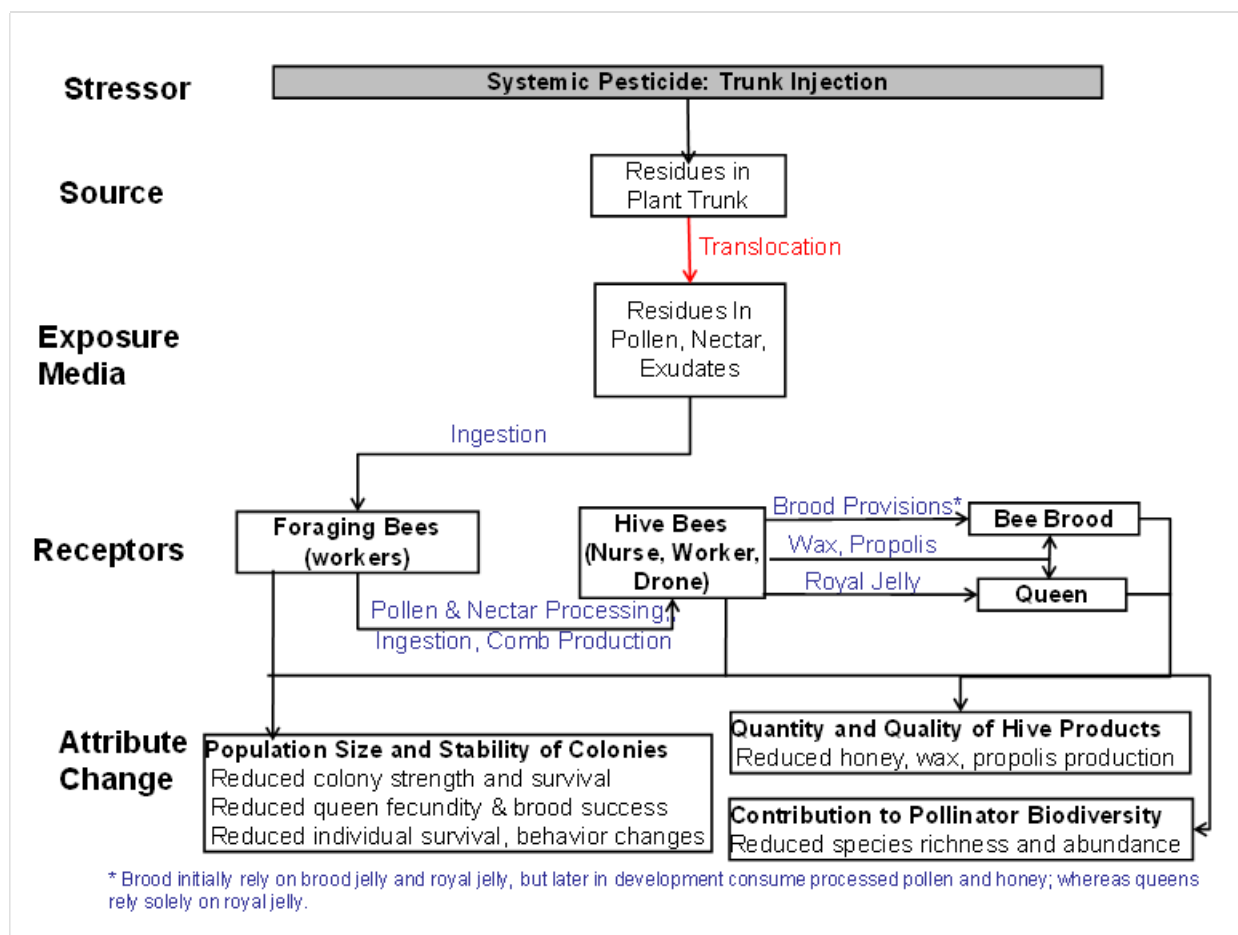 Stressor
Systemic Pesticide: Trunk Injection
Source
Residues in
Plant Trunk
Translocation
Exposure
Media
Residues In
Pollen, Nectar,
Exudates
Ingestion
Receptors
Foraging Bees
(workers)
Hive Bees
(Nurse, Worker,
Drone)
Brood Provisions*
Bee Brood
Wax, Propolis
Royal Jelly
Queen
Pollen & Nectar Processing,
Ingestion, Comb Production
Attribute
Change
Population Size and Stability of Colonies
Reduced colony strength and survival
Reduced queen fecundity & brood success
Reduced individual survival, behavior changes
Quantity and Quality of Hive Products
Reduced honey, wax, propolis production
Contribution to Pollinator Biodiversity
Reduced species richness and abundance
* Brood initially rely on brood jelly and royal jelly, but later in development consume processed pollen and honey; whereas queens
rely solely on royal jelly.